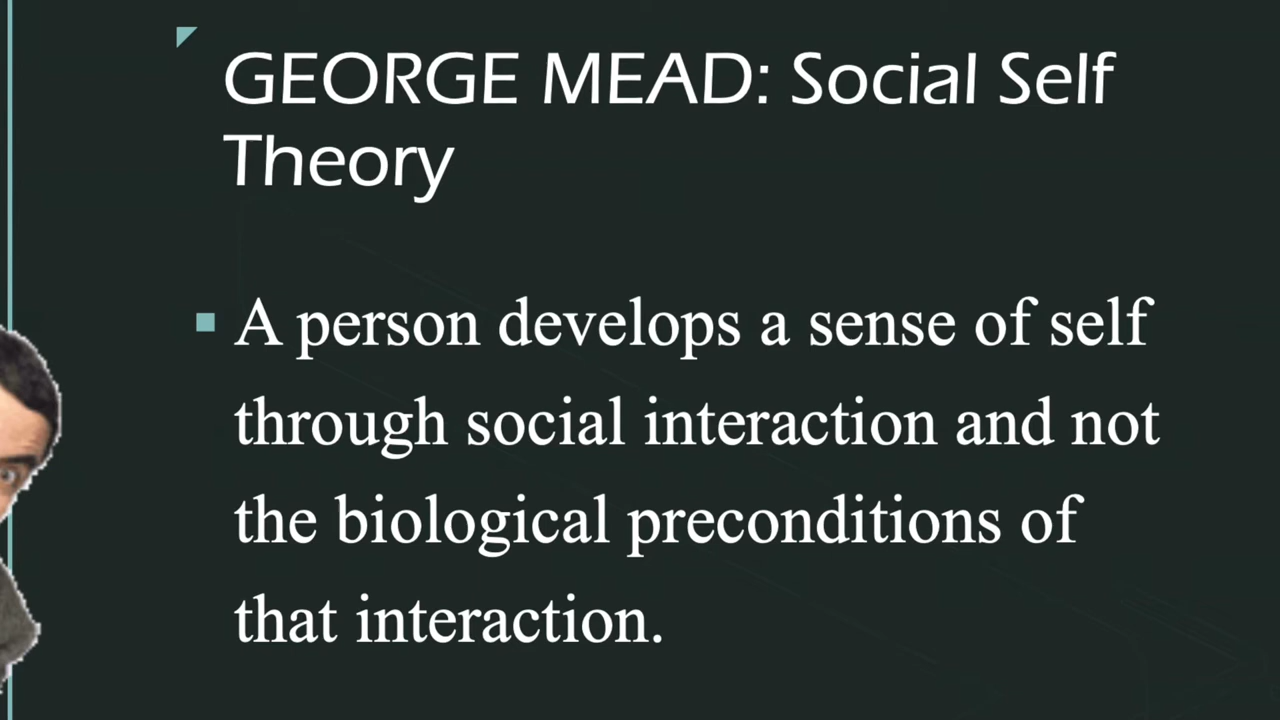 GEORGE MEAD: Social Self
Theory
A person develops a sense of self
through social interaction and not
the biological preconditions of
that interaction.